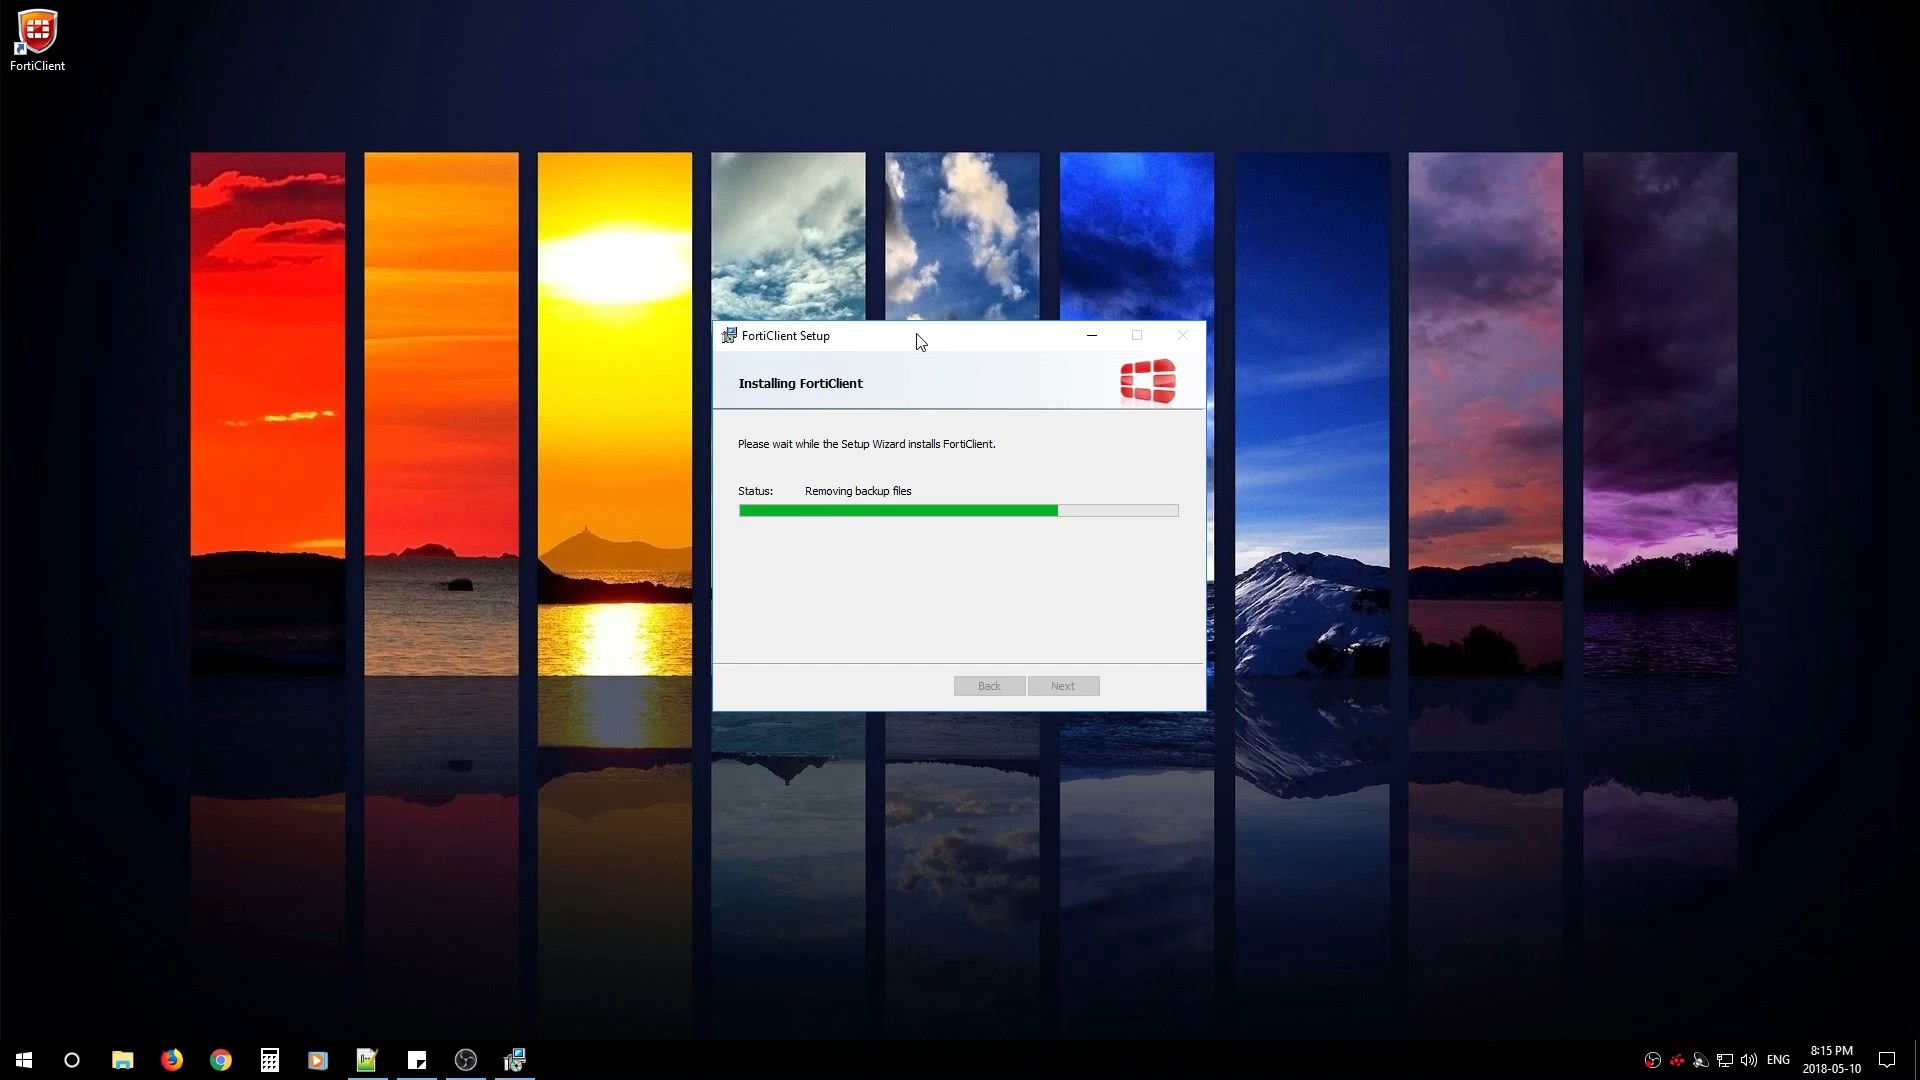 FortiClient
FortiClient Setup
Installing FortiClient
Please wait while the Setup Wizard installs FortiClient.
Status: Removing backup files
Back Next
ENG
8:15 PM
2018-05-10